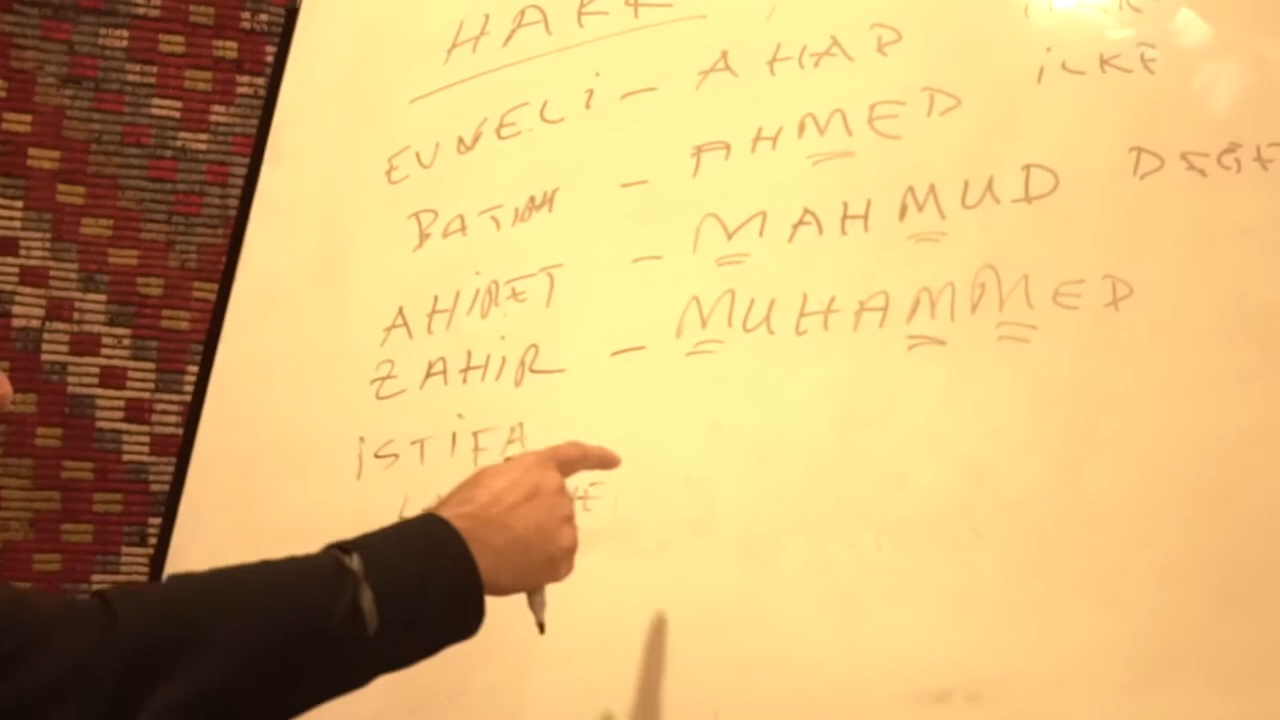 HAKK
EVVELİ - AHAD İLKE
BATIN - AHMED
AHİRET - MAHMUD
ZAHİR - MUHAMMED
İSTİFA